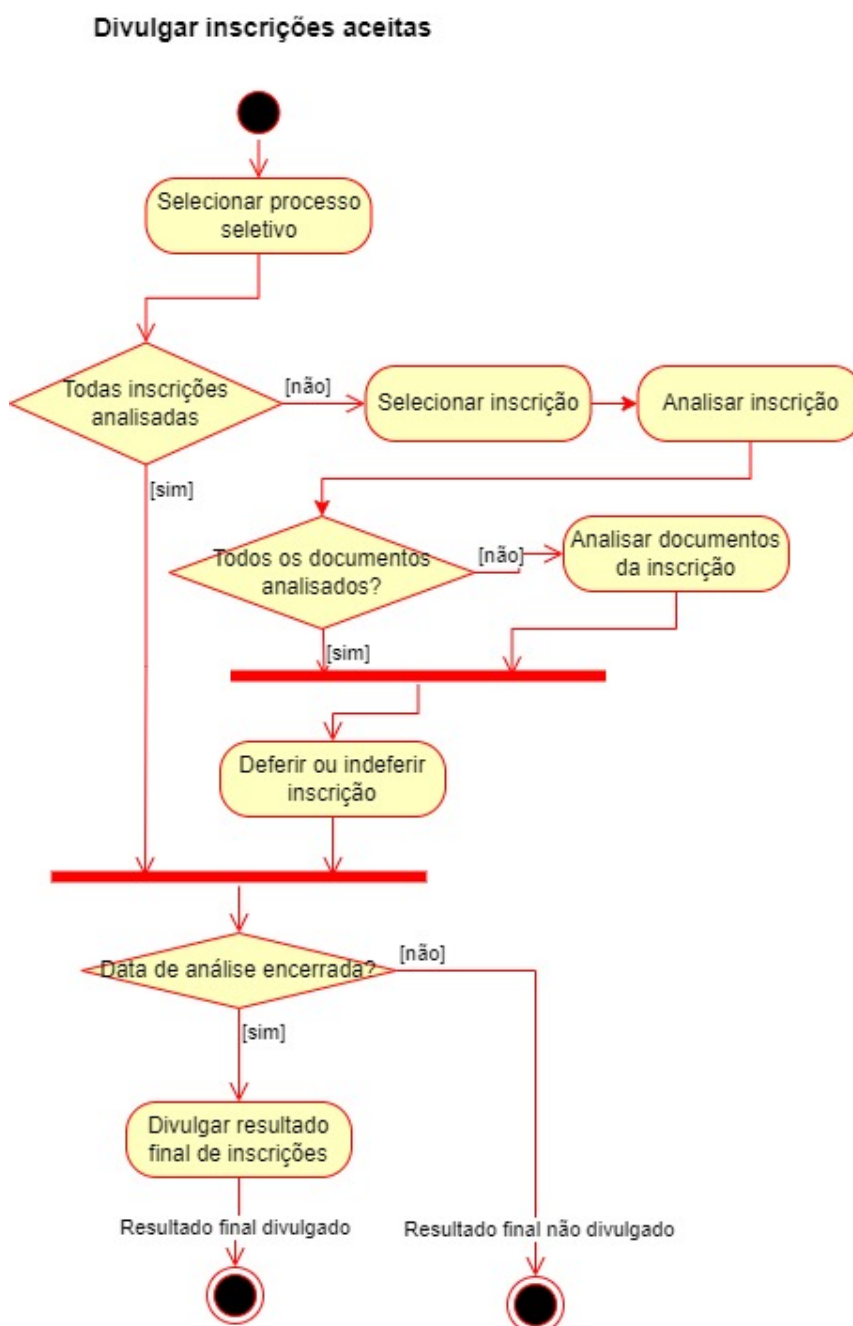 Divulgar inscrições aceitas
Selecionar processo
seletivo
Todas inscrições
analisadas
[não]
Selecionar inscrição
Analisar inscrição
[sim]
Todos os documentos
analisados?
[não]
Analisar documentos
da inscrição
[sim]
Deferir ou indeferir
inscrição
Data de análise encerrada?
[não]
[sim]
Divulgar resultado
final de inscrições
Resultado final divulgado
Resultado final não divulgado